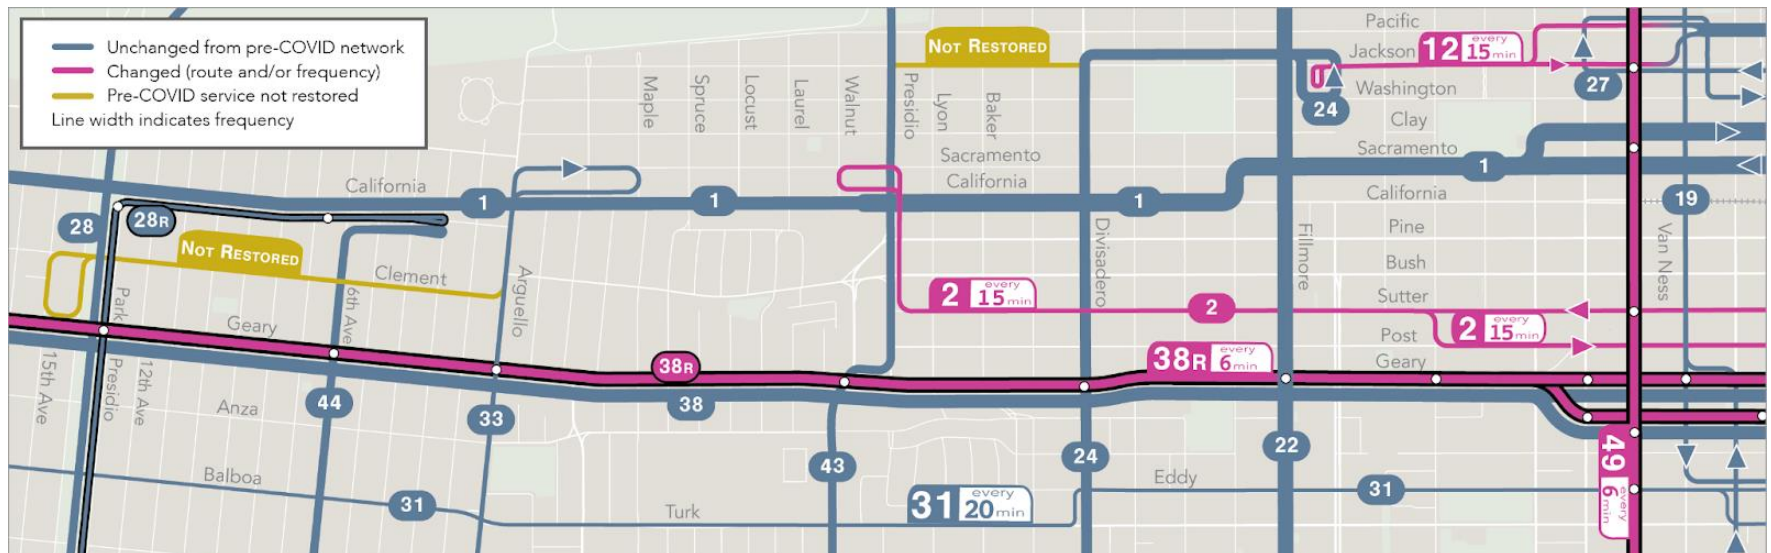 Unchanged from pre-COVID network
Changed (route and/or frequency)
Pre-COVID service not restored
Line width indicates frequency
NOT RESTORED
Pacific
Jackson
12 every 15 min
Washington
27
24
Clay
Maple
Spruce
Locust
Laurel
Walnut
Presidio
Lyon
Baker
Sacramento
California
Sacramento
California
1
1
1
1
California
19
28
28R
NOT RESTORED
Clement
Park Presidio
6th Ave
Arguello
Divisadero
Fillmore
Pine
Bush
Van Ness
2 every 15 min
2
Sutter
Post
2 every 15 min
Geary
Geary
15th Ave
12th Ave
38R
38R every 6 min
38
44
33
Anza
43
24
22
49 every 6 min
Balboa
31
Turk
31 every 20 min
Eddy
31